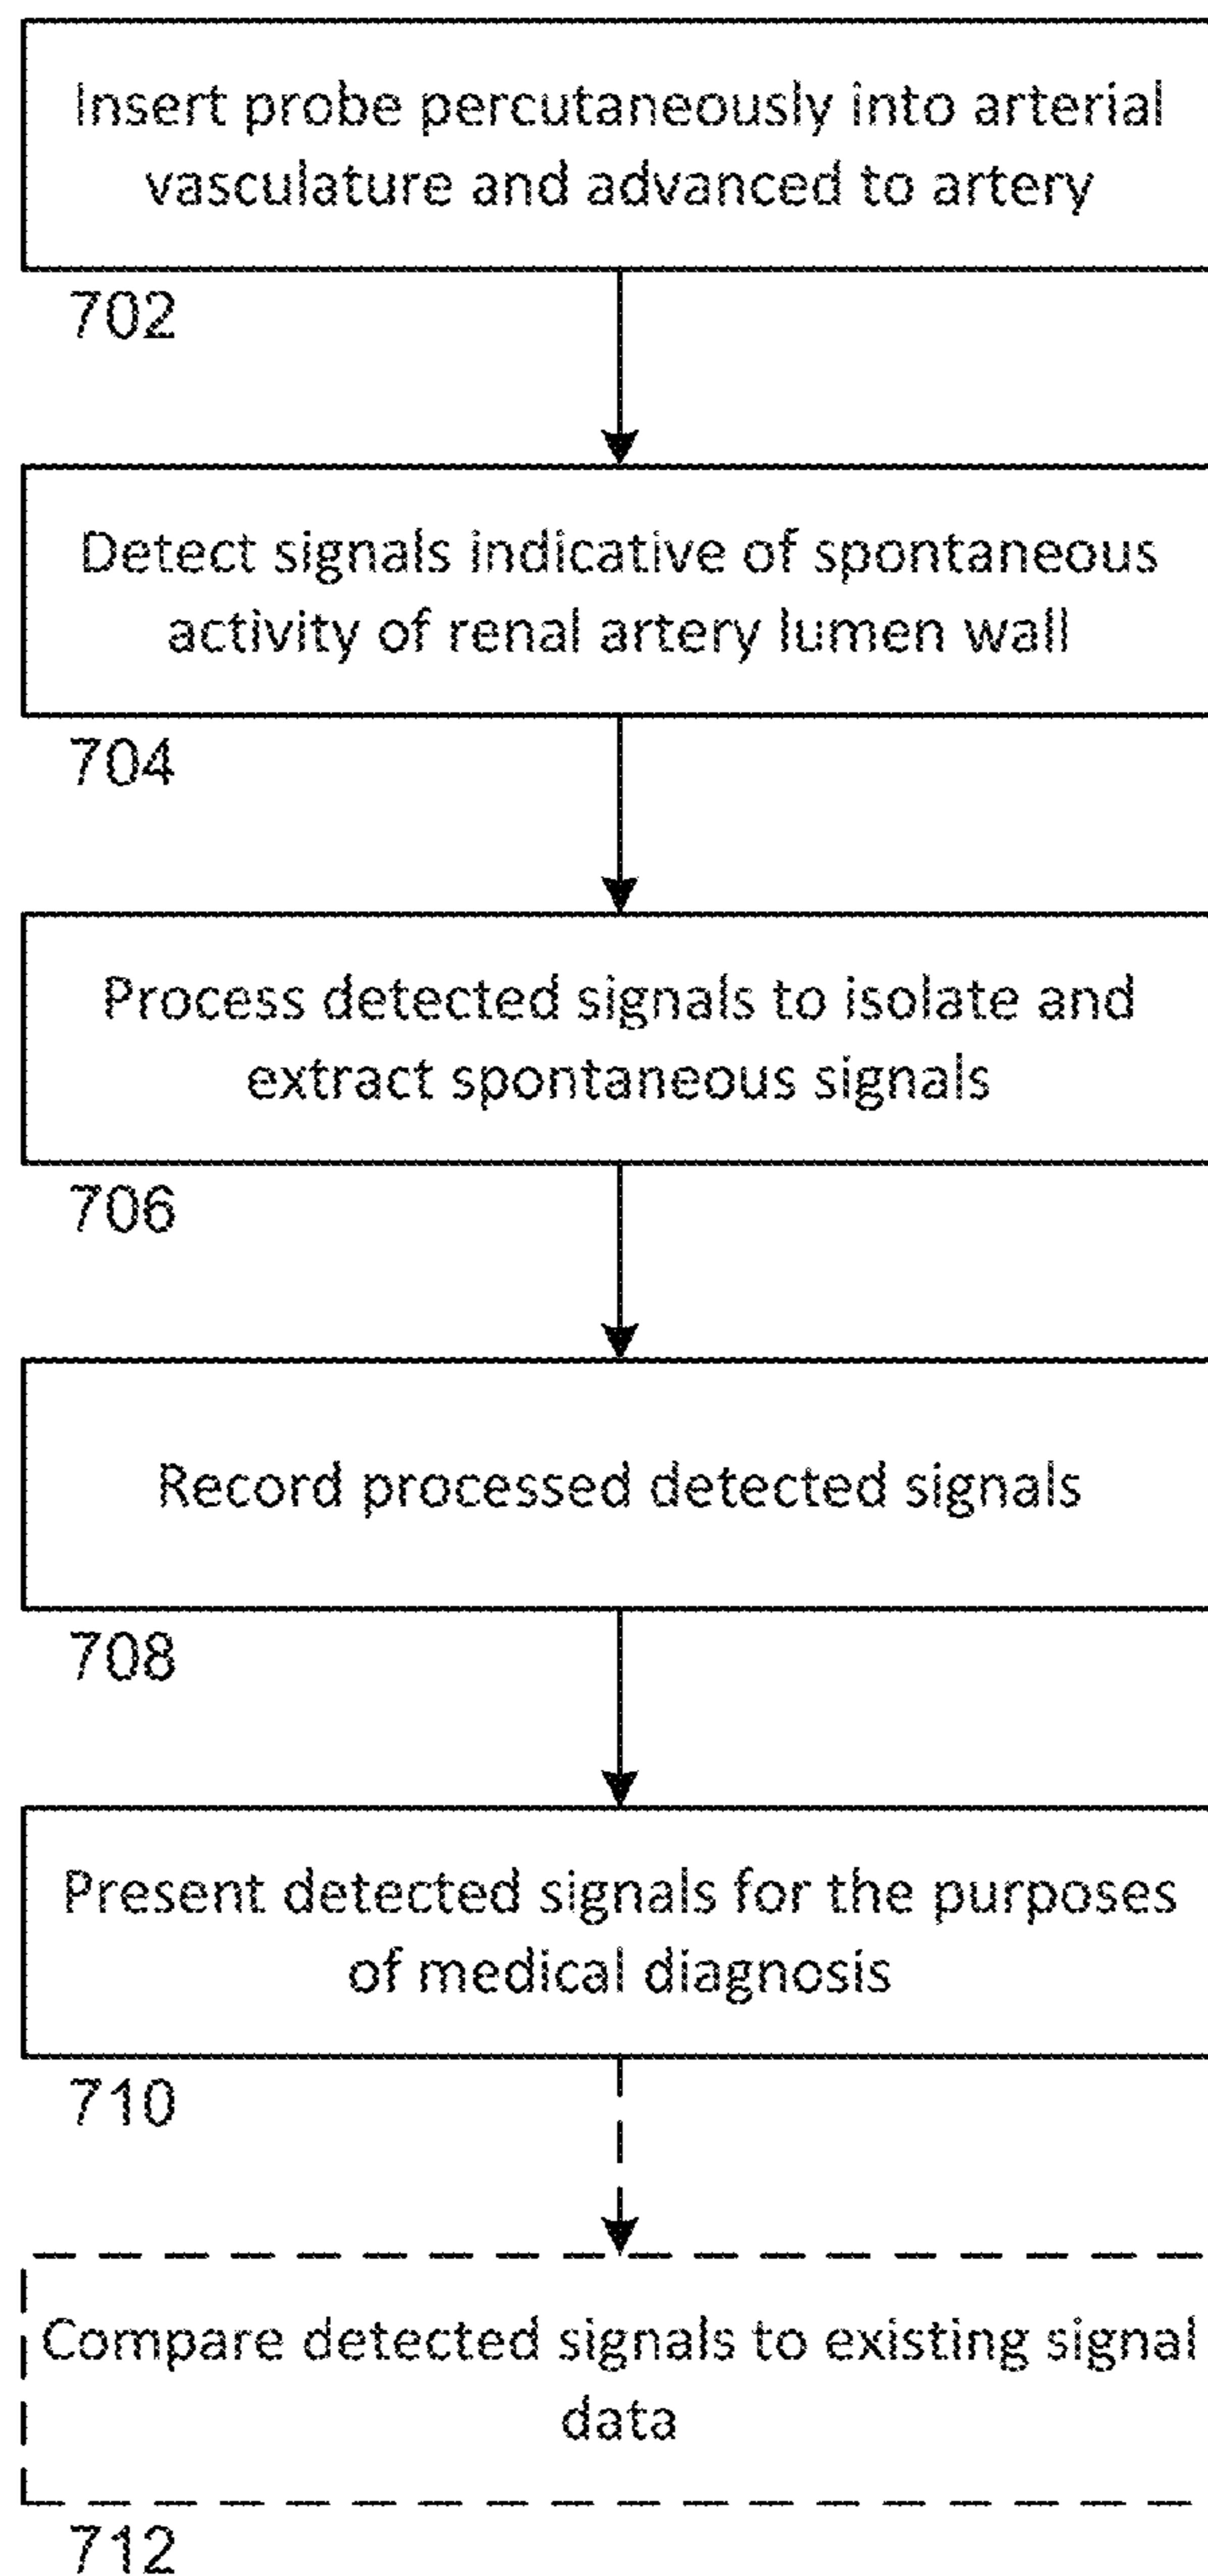 Insert probe percutaneously into arterial
vasculature and advanced to artery
702
Detect signals indicative of spontaneous
activity of renal artery lumen wall
704
Process detected signals to isolate and
extract spontaneous signals
706
Record processed detected signals
708
Present detected signals for the purposes
of medical diagnosis
710
Compare detected signals to existing signal
data
712